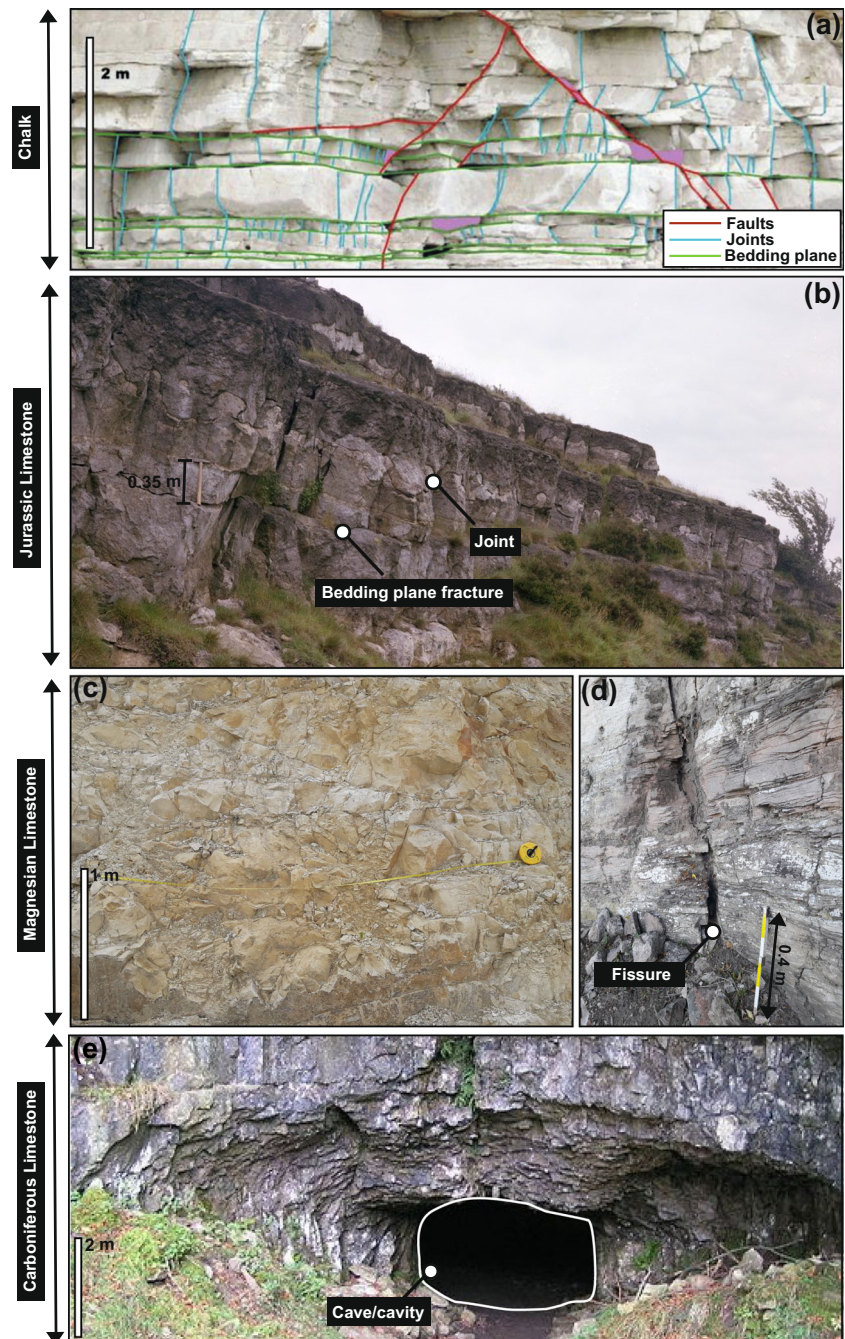 Chalk
(a)
2 m
Faults
Joints
Bedding plane
Jurassic Limestone
(b)
0.35 m
Joint
Bedding plane fracture
Magnesian Limestone
(c)
1 m
(d)
Fissure
0.4 m
Carboniferous Limestone
(e)
2 m
Cave/cavity